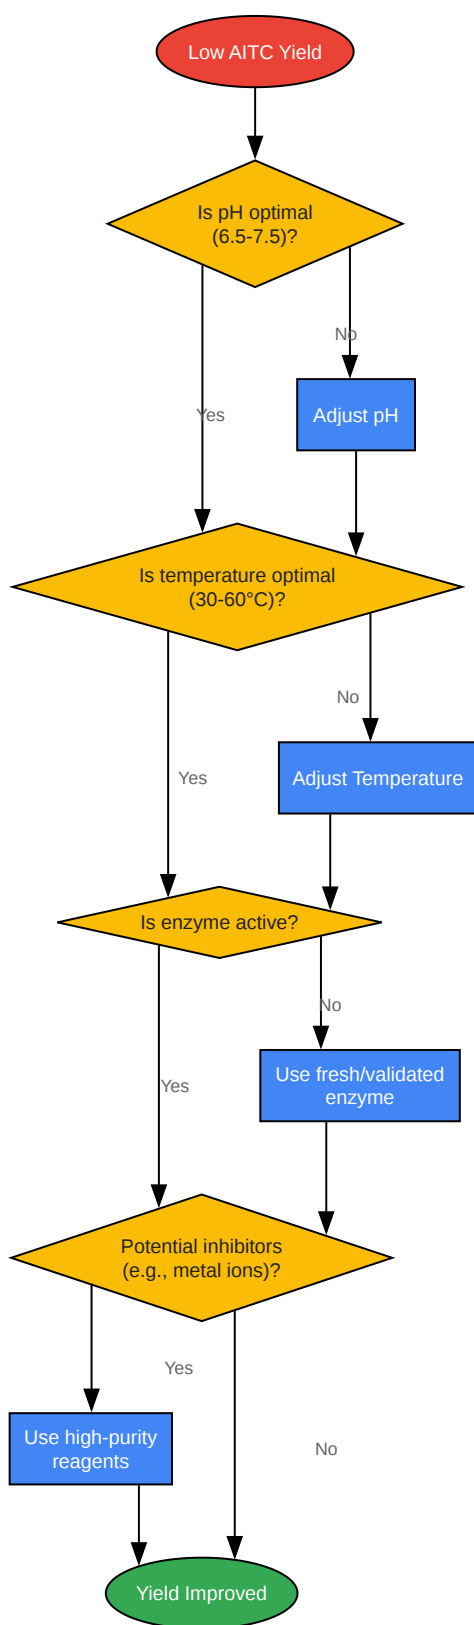 Low AITC Yield
Is pH optimal
(6.5-7.5)?
No
Yes
Adjust pH
Is temperature optimal
(30-60°C)?
No
Yes
Adjust Temperature
Is enzyme active?
No
Use fresh/validated
enzyme
Yes
Potential inhibitors
(e.g., metal ions)?
Yes
Use high-purity
reagents
No
Yield Improved